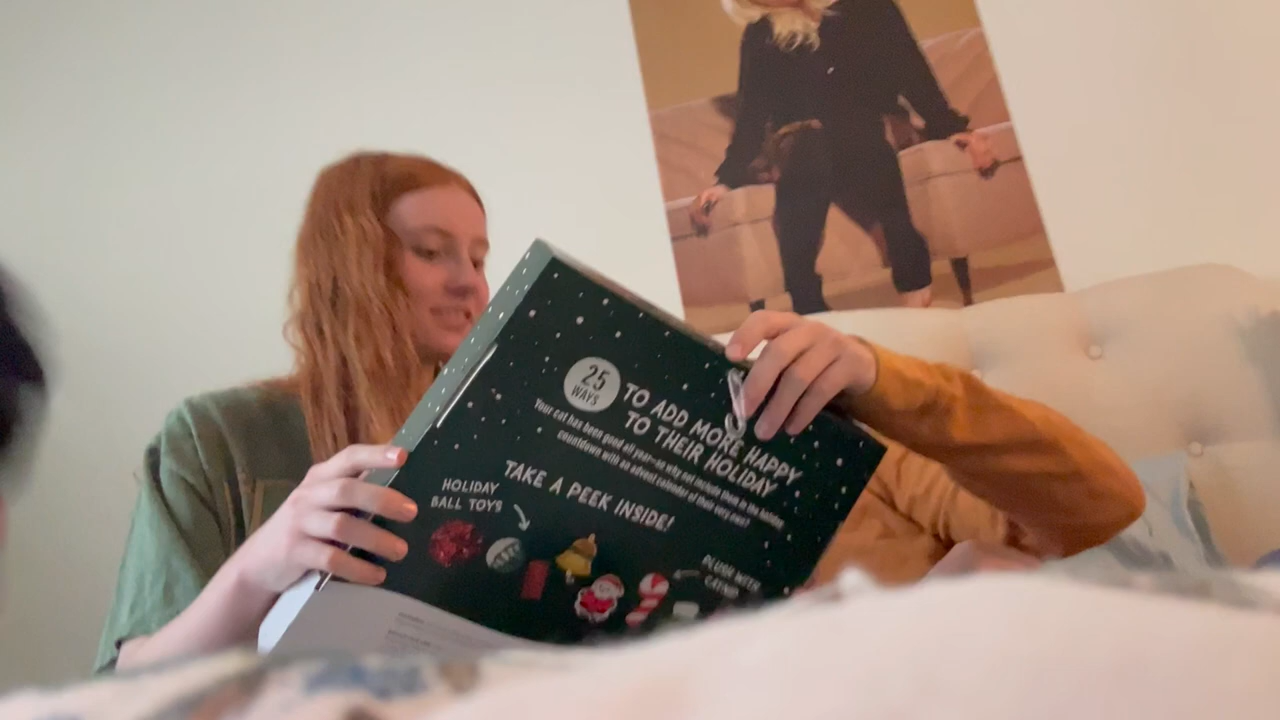 25
WAYS
TO ADD MORE HAPPY
TO THEIR HOLIDAY
Your cat has been good all year—so why not include them in the holiday
countdown with an advent calendar of their very own?
TAKE A PEEK INSIDE!
HOLIDAY
BALL TOYS
PLUSH WITH
CATNIP